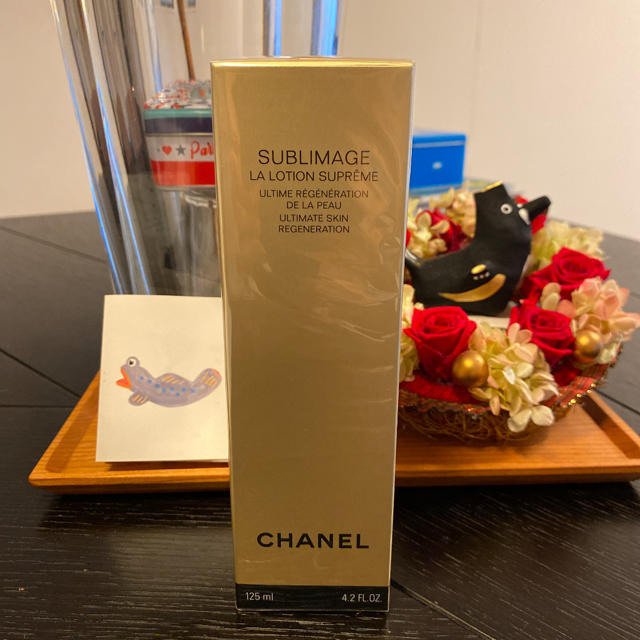 SUBLIMAGE
LA LOTION SUPRÊME
ULTIME RÉGÉNÉRATION
DE LA PEAU
ULTIMATE SKIN
REGENERATION
CHANEL
125 ml 4.2 FL.OZ.
Par